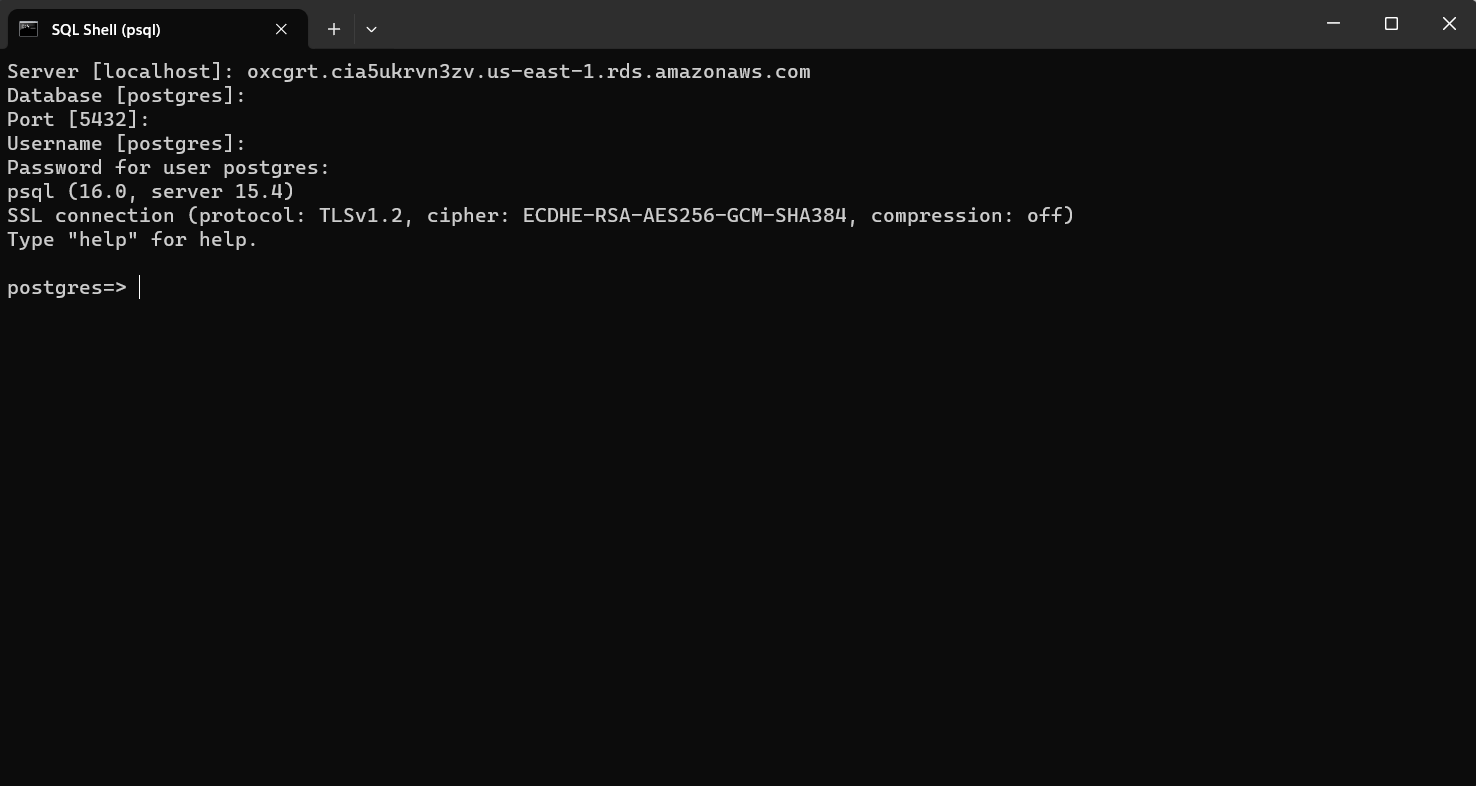 SQL Shell (psql)
Server [localhost]: oxcgrt.cia5ukrvn3zv.us-east-1.rds.amazonaws.com
Database [postgres]:
Port [5432]:
Username [postgres]:
Password for user postgres:
psql (16.0, server 15.4)
SSL connection (protocol: TLSv1.2, cipher: ECDHE-RSA-AES256-GCM-SHA384, compression: off)
Type "help" for help.
postgres=>